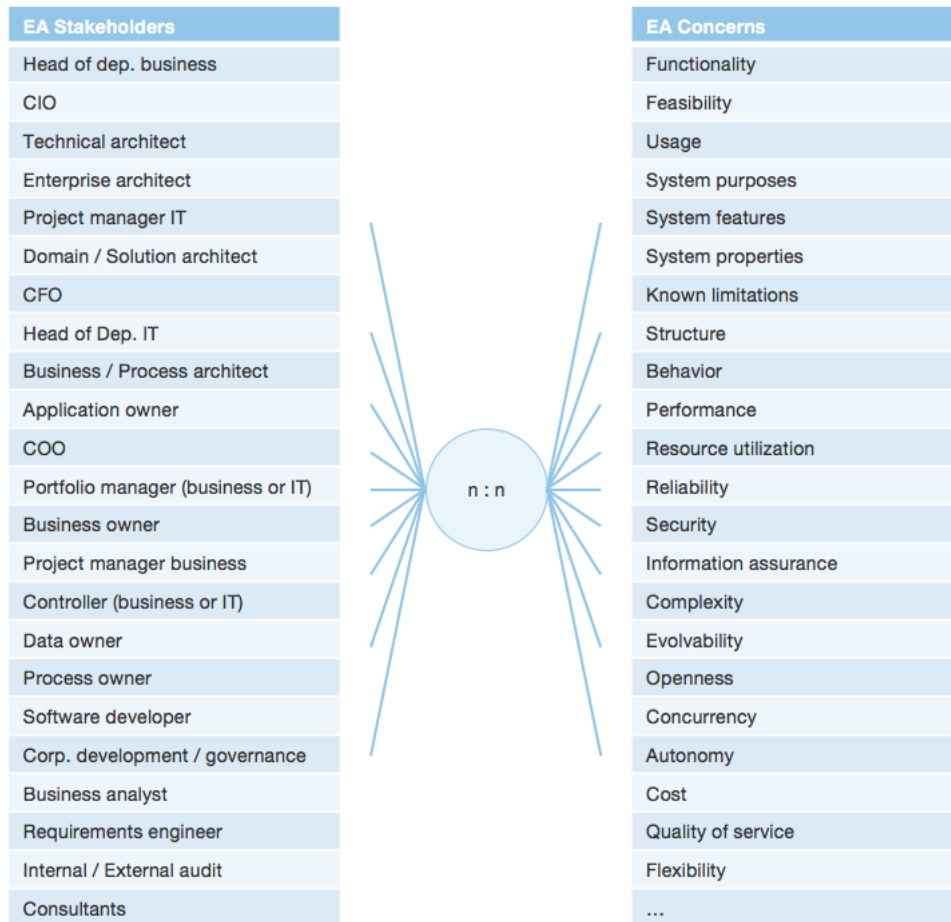 EA Stakeholders
Head of dep. business
CIO
Technical architect
Enterprise architect
Project manager IT
Domain / Solution architect
CFO
Head of Dep. IT
Business / Process architect
Application owner
COO
Portfolio manager (business or IT)
Business owner
Project manager business
Controller (business or IT)
Data owner
Process owner
Software developer
Corp. development / governance
Business analyst
Requirements engineer
Internal / External audit
Consultants
n : n
EA Concerns
Functionality
Feasibility
Usage
System purposes
System features
System properties
Known limitations
Structure
Behavior
Performance
Resource utilization
Reliability
Security
Information assurance
Complexity
Evolvability
Openness
Concurrency
Autonomy
Cost
Quality of service
Flexibility
...